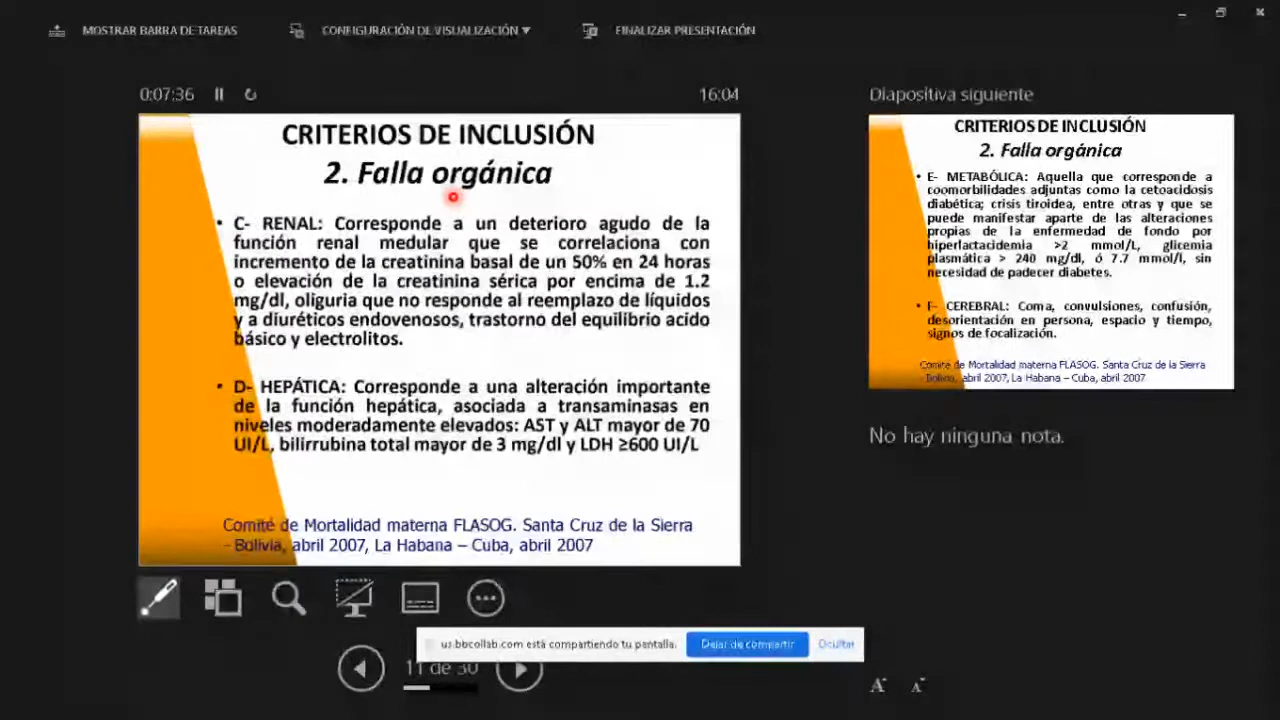 MOSTRAR BARRA DE TAREAS
CONFIGURACIÓN DE VISUALIZACIÓN ▼
FINALIZAR PRESENTACIÓN
0:07:36
16:04
CRITERIOS DE INCLUSIÓN
2. Falla orgánica
• C- RENAL: Corresponde a un deterioro agudo de la
función renal medular que se correlaciona con
incremento de la creatinina basal de un 50% en 24 horas
o elevación de la creatinina sérica por encima de 1.2
mg/dl, oliguria que no responde al reemplazo de líquidos
y a diuréticos endovenosos, trastorno del equilibrio acido
básico y electrolitos.
• D- HEPÁTICA: Corresponde a una alteración importante
de la función hepática, asociada a transaminasas en
niveles moderadamente elevados: AST y ALT mayor de 70
UI/L, bilirrubina total mayor de 3 mg/dl y LDH ≥600 UI/L
Comité de Mortalidad materna FLASOG. Santa Cruz de la Sierra
- Bolivia, abril 2007, La Habana – Cuba, abril 2007
Diapositiva siguiente
CRITERIOS DE INCLUSIÓN
2. Falla orgánica
• E- METABÓLICA: Aquella que corresponde a
coomorbilidades adjuntas como la cetoacidosis
diabética; crisis tiroidea, entre otras y que se
puede manifestar aparte de las alteraciones
propias de la enfermedad de fondo por
hiperlactacidemia >2 mmol/L, glicemia
plasmática > 240 mg/dl, ó 7.7 mmol/l, sin
necesidad de padecer diabetes.
• F- CEREBRAL: Coma, convulsiones, confusión,
desorientación en persona, espacio y tiempo,
signos de focalización.
Comité de Mortalidad materna FLASOG. Santa Cruz de la Sierra
- Bolivia, abril 2007, La Habana – Cuba, abril 2007
No hay ninguna nota.
us.bbcollab.com está compartiendo tu pantalla.
Dejar de compartir
Ocultar
11 de 30
A A